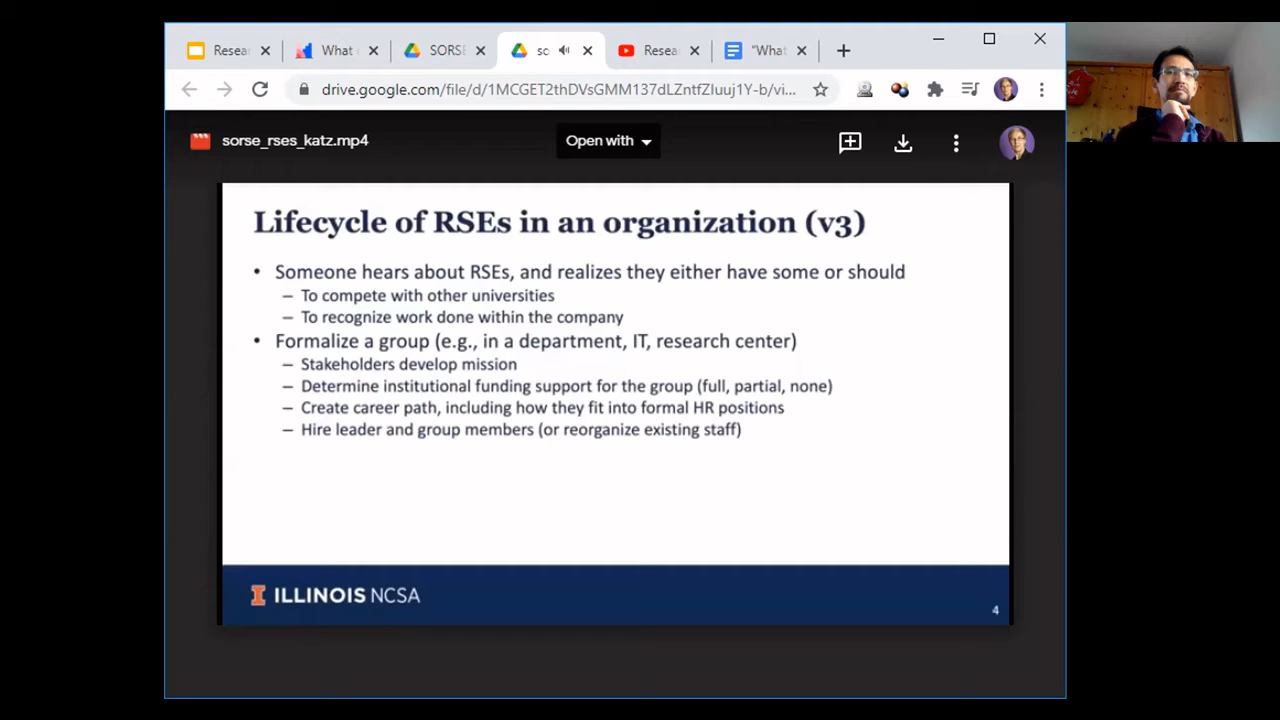 Resea
What
SORSE
sc
Resea
"What
drive.google.com/file/d/1MCGET2thDVsGMM137dLZntfZIuuj1Y-b/vi...
sorse_rses_katz.mp4
Open with
Lifecycle of RSEs in an organization (v3)
• Someone hears about RSEs, and realizes they either have some or should
– To compete with other universities
– To recognize work done within the company
• Formalize a group (e.g., in a department, IT, research center)
– Stakeholders develop mission
– Determine institutional funding support for the group (full, partial, none)
– Create career path, including how they fit into formal HR positions
– Hire leader and group members (or reorganize existing staff)
I ILLINOIS NCSA
4